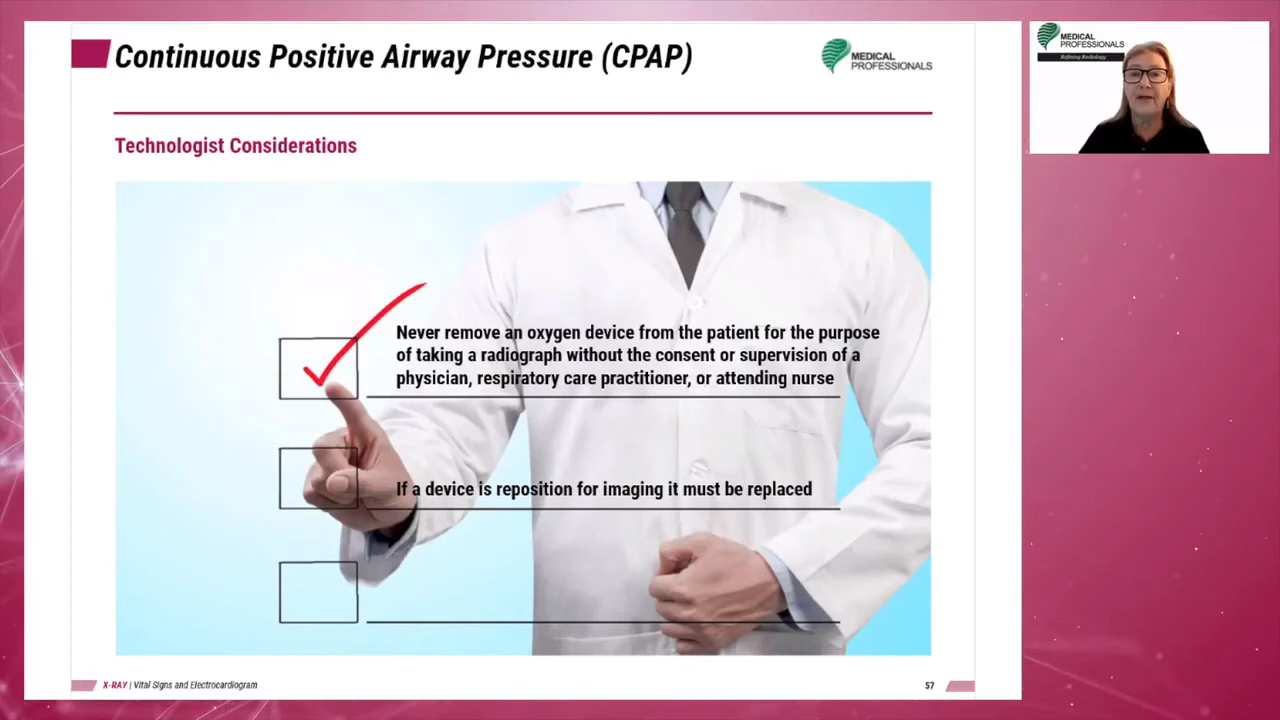 Continuous Positive Airway Pressure (CPAP)
MEDICAL
PROFESSIONALS
MEDICAL
PROFESSIONALS
Refining Radiology
Technologist Considerations
Never remove an oxygen device from the patient for the purpose
of taking a radiograph without the consent or supervision of a
physician, respiratory care practitioner, or attending nurse
If a device is reposition for imaging it must be replaced
X-RAY | Vital Signs and Electrocardiogram
57